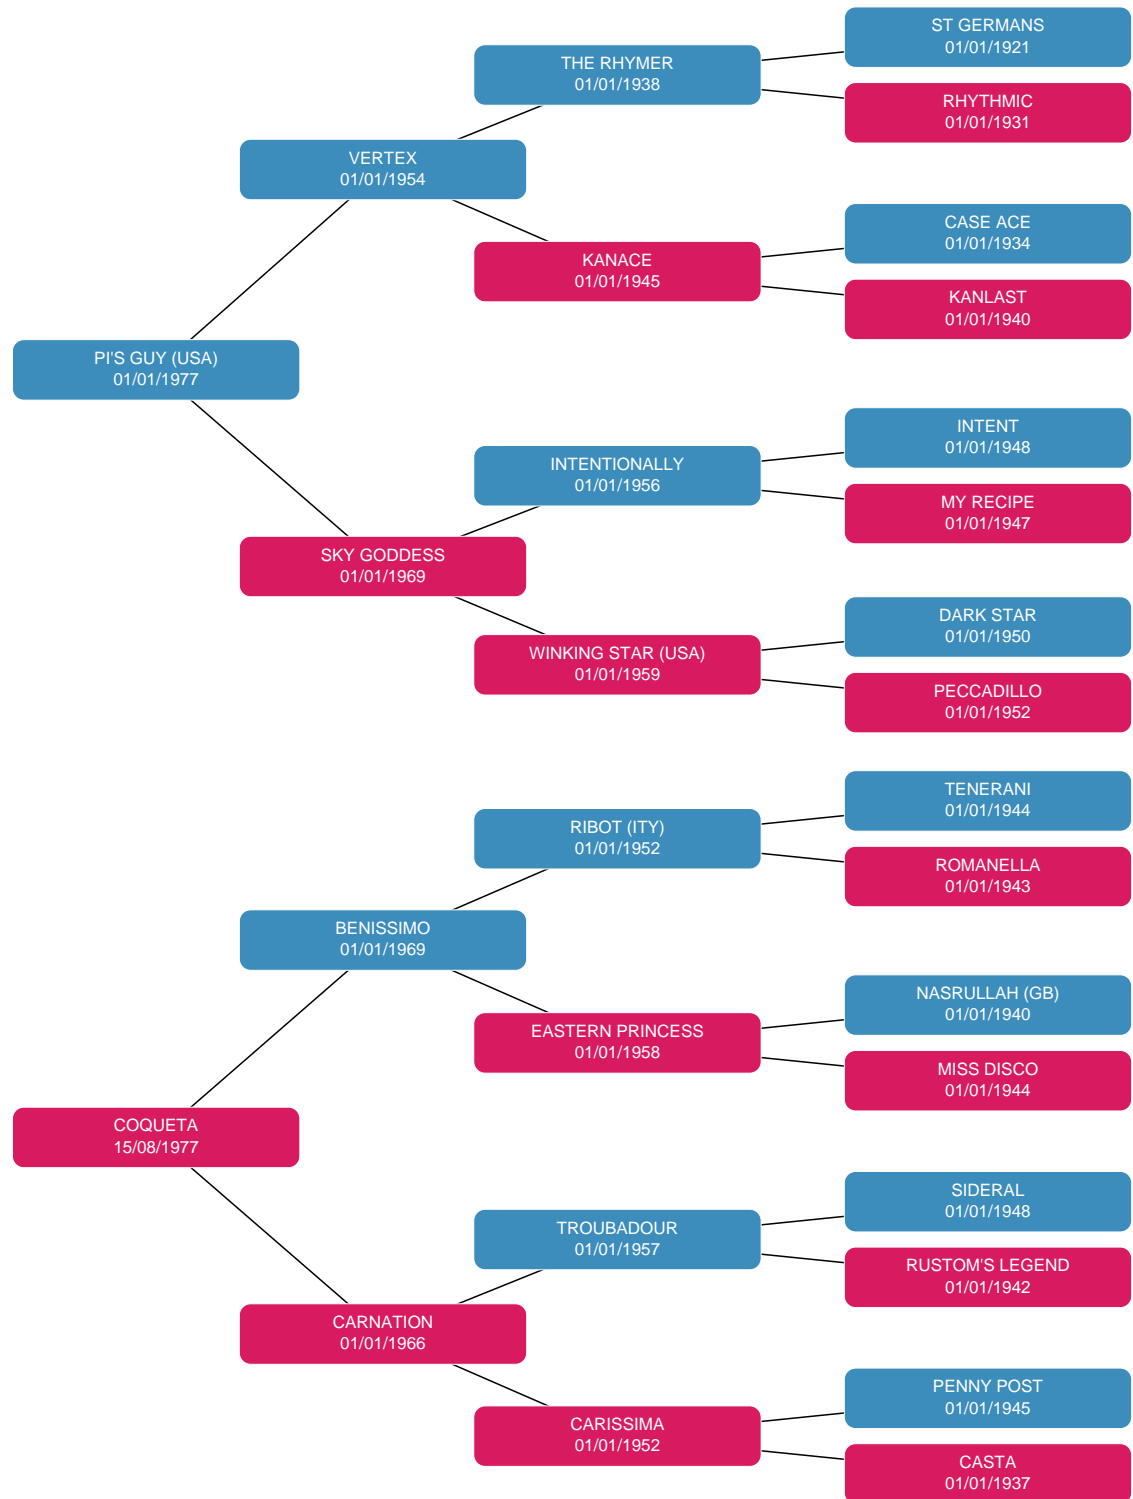 ST GERMANS
01/01/1921
THE RHYMER
01/01/1938
RHYTHMIC
01/01/1931
VERTEX
01/01/1954
CASE ACE
01/01/1934
KANACE
01/01/1945
KANLAST
01/01/1940
PI'S GUY (USA)
01/01/1977
INTENT
01/01/1948
INTENTIONALLY
01/01/1956
MY RECIPE
01/01/1947
SKY GODDESS
01/01/1969
DARK STAR
01/01/1950
WINKING STAR (USA)
01/01/1959
PECCADILLO
01/01/1952
TENERANI
01/01/1944
RIBOT (ITY)
01/01/1952
ROMANELLA
01/01/1943
BENISSIMO
01/01/1969
NASRULLAH (GB)
01/01/1940
EASTERN PRINCESS
01/01/1958
MISS DISCO
01/01/1944
COQUETA
15/08/1977
SIDERAL
01/01/1948
TROUBADOUR
01/01/1957
RUSTOM'S LEGEND
01/01/1942
CARNATION
01/01/1966
PENNY POST
01/01/1945
CARISSIMA
01/01/1952
CASTA
01/01/1937